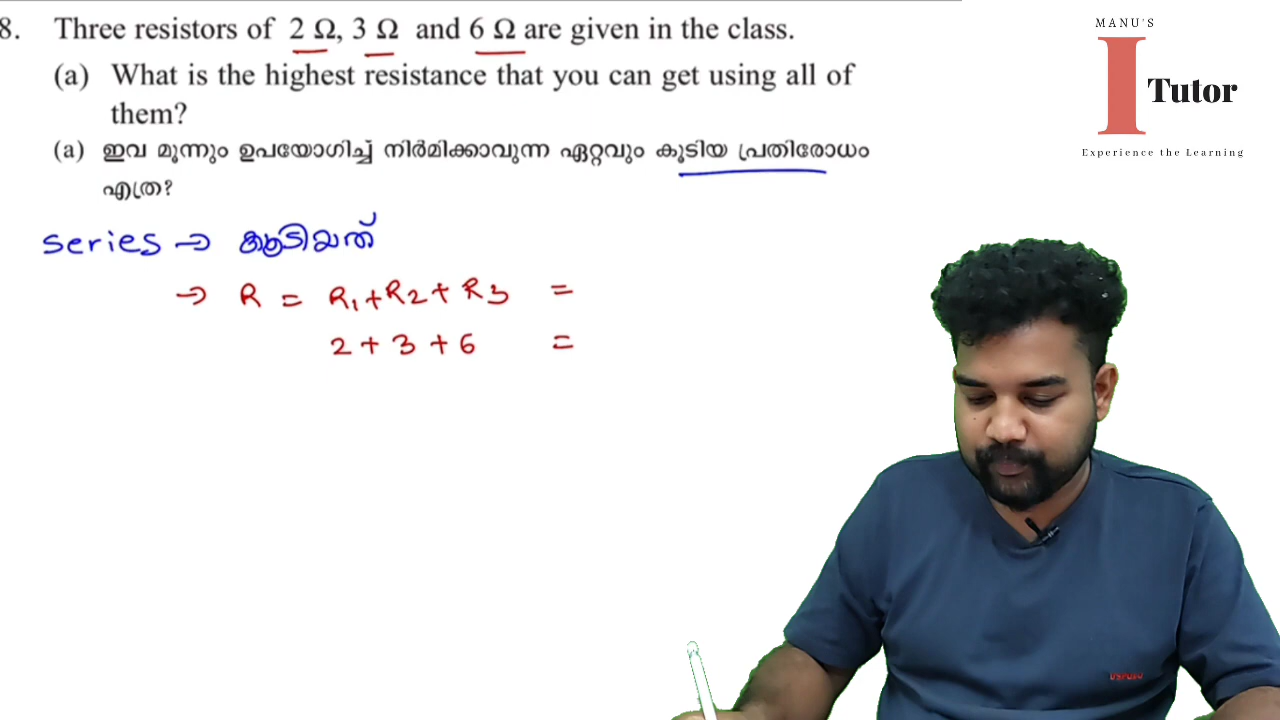 8. Three resistors of 2 Ω, 3 Ω and 6 Ω are given in the class.
(a) What is the highest resistance that you can get using all of
them?
(a) ഇവ മൂന്നും ഉപയോഗിച്ച് നിർമിക്കാവുന്ന ഏറ്റവും കൂടിയ പ്രതിരോധം
എത്ര?
series → കൂടിയത്
→ R = R1+R2+R3 =
2+3+6 =
MANU'S
I Tutor
Experience the Learning